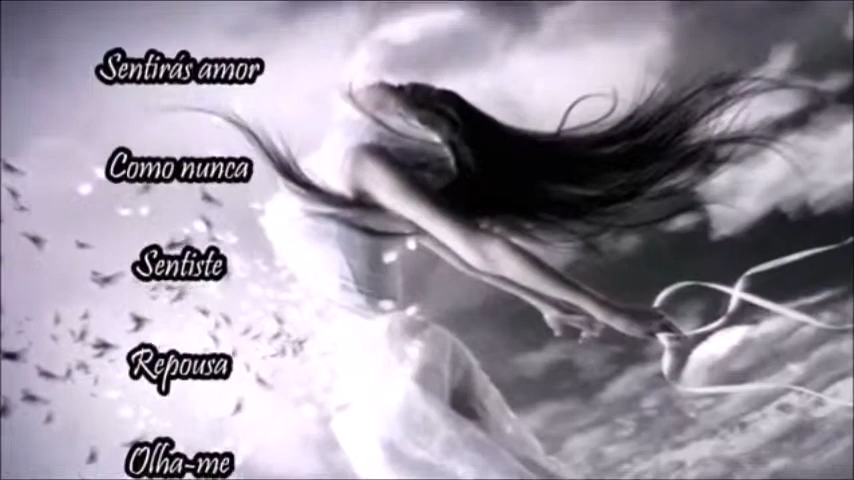 Sentirás amor
Como nunca
Sentiste
Repousa
Olha-me